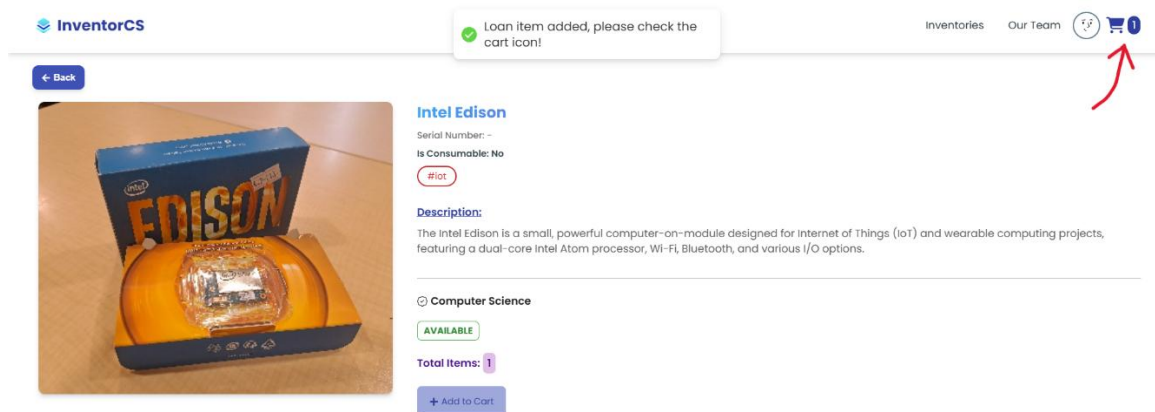 InventorCS
Loan item added, please check the
cart icon!
Inventories
Our Team
1
← Back
Intel Edison
Serial Number: -
Is Consumable: No
#iot
Description:
The Intel Edison is a small, powerful computer-on-module designed for Internet of Things (IoT) and wearable computing projects,
featuring a dual-core Intel Atom processor, Wi-Fi, Bluetooth, and various I/O options.
Computer Science
AVAILABLE
Total Items: 1
+ Add to Cart
intel
EDISON